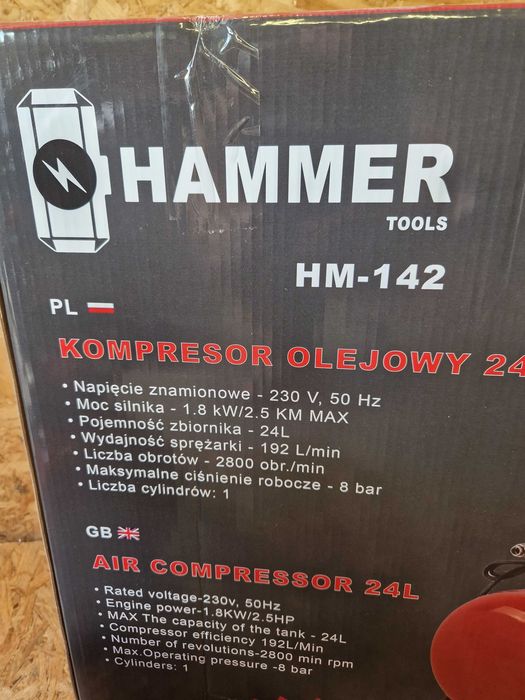 HAMMER
TOOLS
HM-142
PL
KOMPRESOR OLEJOWY 24
• Napięcie znamionowe - 230 V, 50 Hz
• Moc silnika - 1.8 kW/2.5 KM MAX
• Pojemność zbiornika - 24L
• Wydajność sprężarki - 192 L/min
• Liczba obrotów - 2800 obr./min
• Maksymalne ciśnienie robocze - 8 bar
• Liczba cylindrów: 1
GB
AIR COMPRESSOR 24L
• Rated voltage-230v, 50Hz
• Engine power-1.8KW/2.5HP
• MAX The capacity of the tank - 24L
• Compressor efficiency 192L/Min
• Number of revolutions-2800 min rpm
• Max.Operating pressure -8 bar
• Cylinders: 1